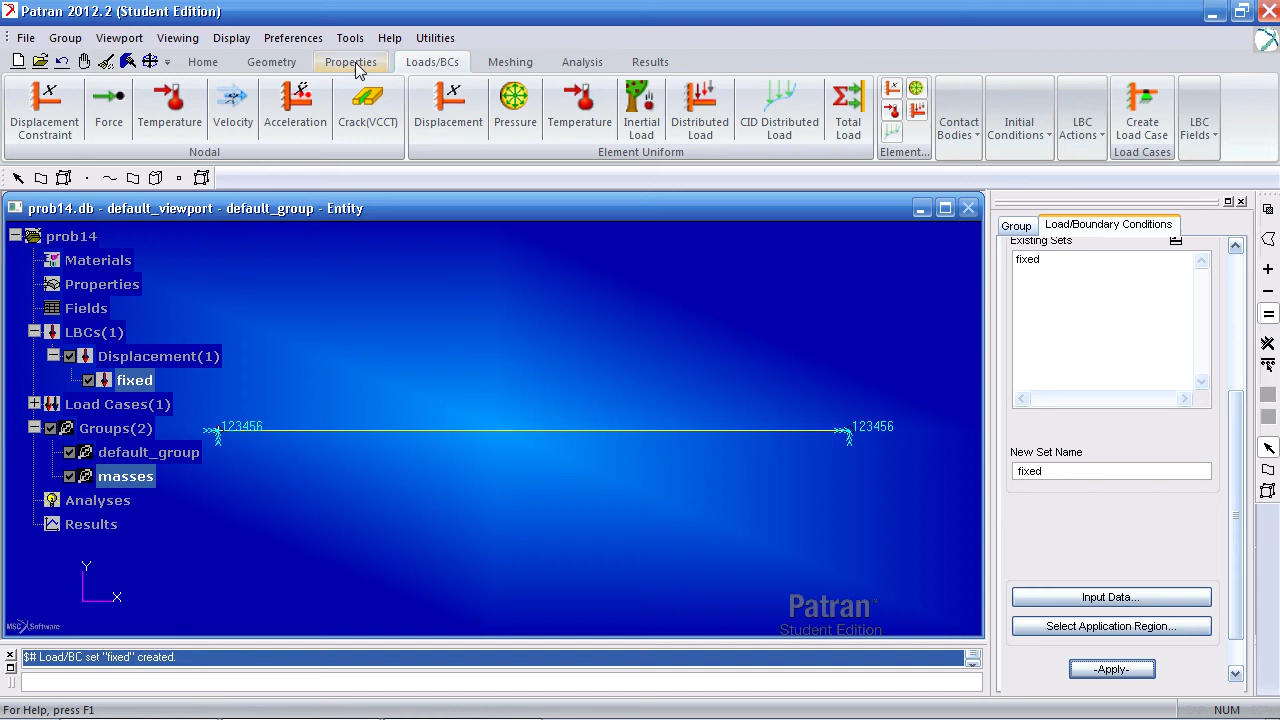 Patran 2012.2 (Student Edition)
File Group Viewport Viewing Display Preferences Tools Help Utilities
Home Geometry Properties Loads/BCs Meshing Analysis Results
Displacement Constraint
Force
Temperature
elocity
Acceleration
Crack(VCCT)
Displacement
Pressure
Temperature
Inertial Load
Distributed Load
CID Distributed Load
Total Load
Contact Bodies
Initial Conditions
LBC Actions
Create Load Case
LBC Fields
Nodal
Element Uniform
Element...
Load Cases
prob14.db - default_viewport - default_group - Entity
prob14
Materials
Properties
Fields
LBCs(1)
Displacement(1)
fixed
Load Cases(1)
Groups(2)
default_group
masses
Analyses
Results
123456
123456
Y
X
MSC Software
Patran™
Student Edition
Group Load/Boundary Conditions
Existing Sets
fixed
New Set Name
fixed
Input Data...
Select Application Region...
-Apply-
$# Load/BC set "fixed" created.
For Help, press F1
NUM